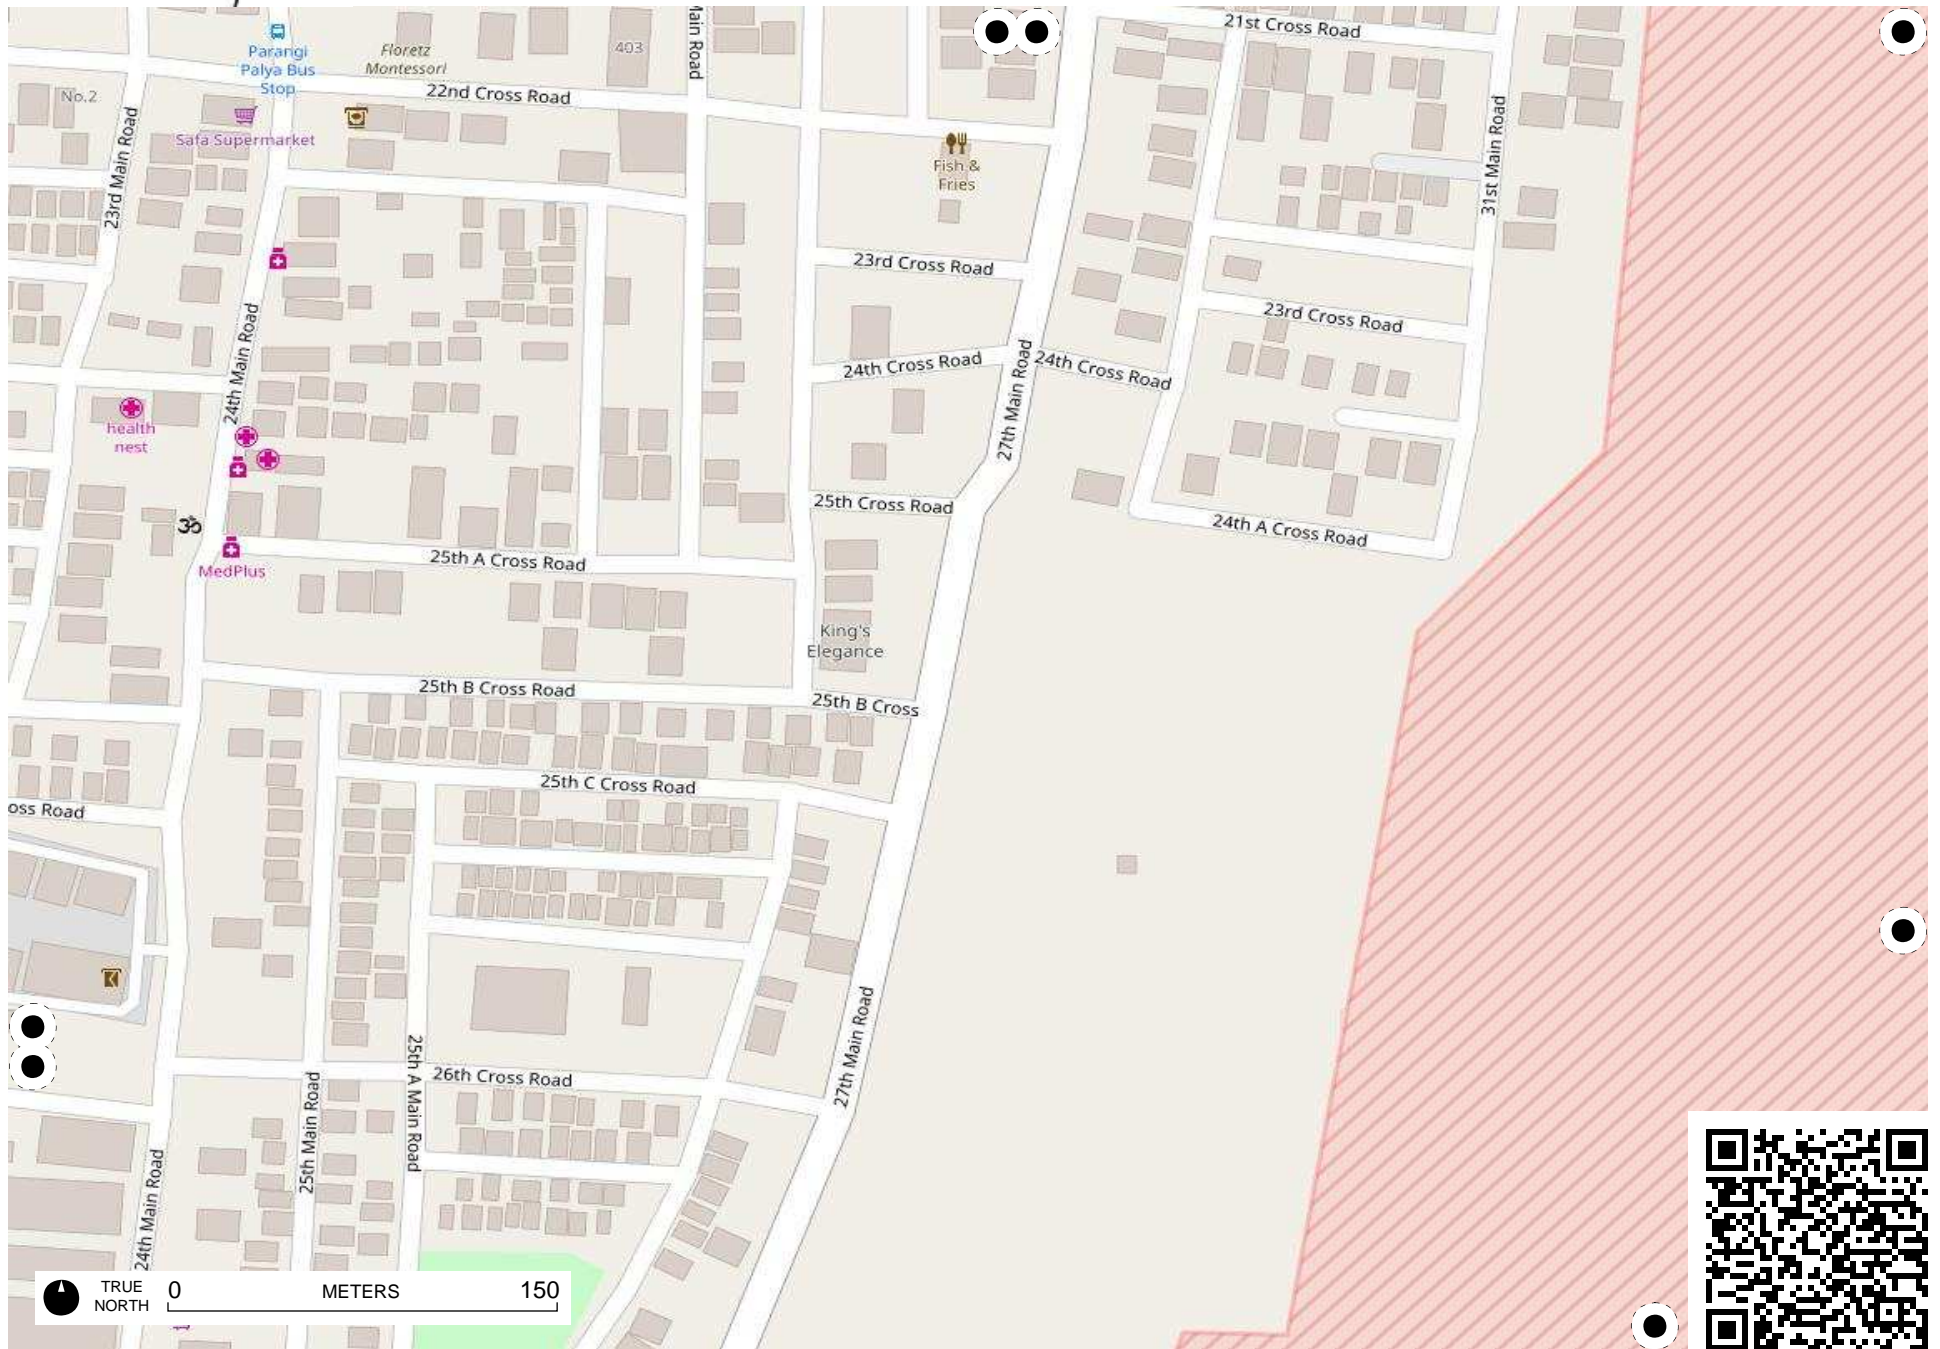 21st Cross Road
Parangi
Palya Bus
Stop
Floretz
Montessori
403
Main Road
No.2
22nd Cross Road
31st Main Road
Safa Supermarket
23rd Main Road
Fish &
Fries
23rd Cross Road
23rd Cross Road
24th Main Road
24th Cross Road
24th Cross Road
27th Main Road
health
nest
25th Cross Road
ॐ
24th A Cross Road
25th A Cross Road
MedPlus
King's
Elegance
25th B Cross Road
25th B Cross
25th C Cross Road
oss Road
27th Main Road
25th A Main Road
26th Cross Road
25th Main Road
24th Main Road
TRUE
NORTH
0 METERS 150